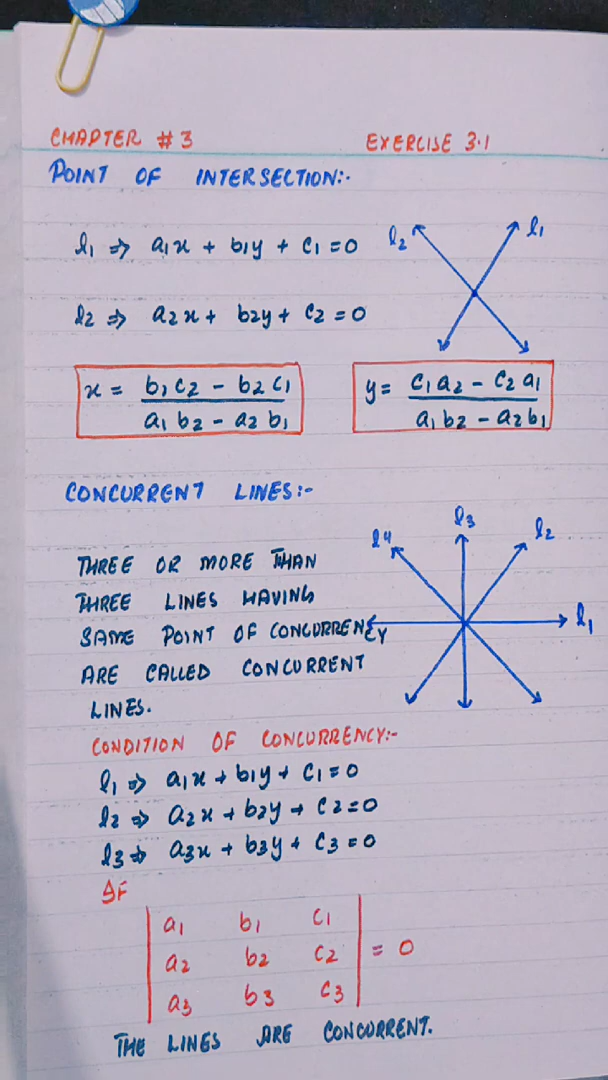 CHAPTER # 3 EXERCISE 3.1
POINT OF INTERSECTION:-
l₁ ⇒ a₁x + b₁y + c₁ = 0
l₂ l₁
l₂ ⇒ a₂x + b₂y + c₂ = 0
x = (b₁c₂ - b₂c₁) / (a₁b₂ - a₂b₁) y = (c₁a₂ - c₂a₁) / (a₁b₂ - a₂b₁)
CONCURRENT LINES:-
l4 l₃ l₂
THREE OR MORE THAN
THREE LINES HAVING
SAME POINT OF CONCURRENCY
l₁
ARE CALLED CONCURRENT
LINES.
CONDITION OF CONCURRENCY:-
l₁ ⇒ a₁x + b₁y + c₁ = 0
l₂ ⇒ a₂x + b₂y + c₂ = 0
l₃ ⇒ a₃x + b₃y + c₃ = 0
IF
| a₁ b₁ c₁ |
| a₂ b₂ c₂ | = 0
| a₃ b₃ c₃ |
THE LINES ARE CONCURRENT.